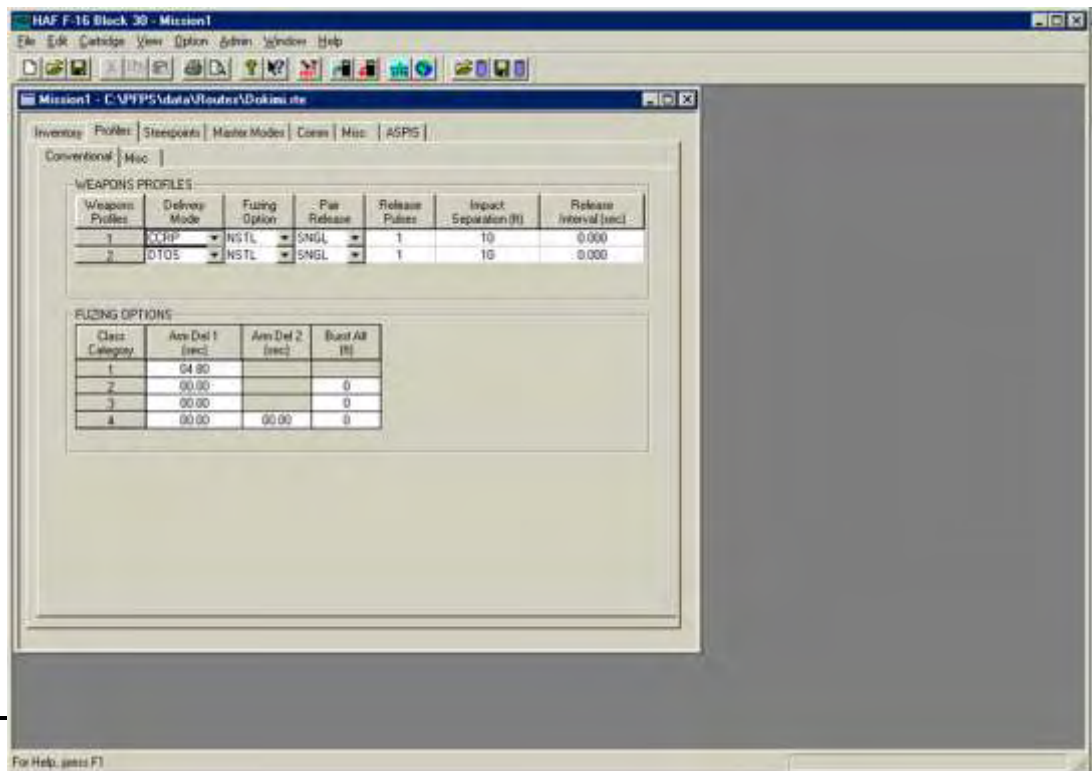 HAF F-16 Block 30 - Mission1
File Edit Cartridge View Option Admin Window Help
Mission1 - C:\PFPS\data\Routes\Dokimi.rte
Inventory Profiles Steerpoints Master Modes Comm Misc ASPIS
Conventional Misc
WEAPONS PROFILES
Weapons Profiles Delivery Mode Fuzing Option Pair Release Release Pulses Impact Separation (ft) Release Interval (sec)
1 CCRP NSTL SNGL 1 10 0.000
2 DTOS NSTL SNGL 1 10 0.000
FUZING OPTIONS
Class Category Arm Del 1 (sec) Arm Del 2 (sec) Burst Alt (ft)
1 04.80
2 00.00 0
3 00.00 0
4 00.00 00.00 0
For Help, press F1